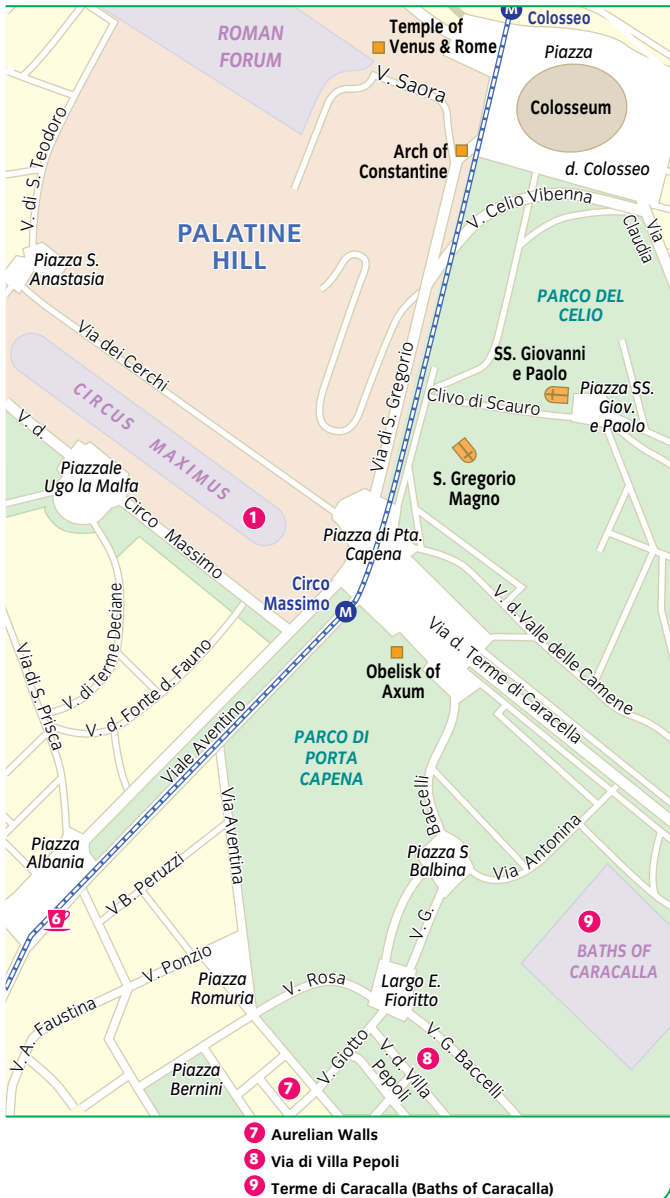 ROMAN
FORUM
Temple of
Venus & Rome
M
Colosseo
Piazza
Colosseum
d. Colosseo
V. Saora
Arch of
Constantine
V. di S. Teodoro
V. Celio Vibenna
Via
Claudia
PALATINE
HILL
Piazza S.
Anastasia
PARCO DEL
CELIO
Via dei Cerchi
Via di S. Gregorio
SS. Giovanni
e Paolo
Piazza SS.
Giov.
e Paolo
Clivo di Scauro
CIRCUS MAXIMUS
V. d.
Circo Massimo
S. Gregorio
Magno
Piazzale
Ugo la Malfa
1
Piazza di Pta.
Capena
Circo
Massimo
M
V. d. Valle delle Camene
Via d. Terme di Caracella
V. di Terme Deciane
Obelisk of
Axum
Via di S. Prisca
V. d. Fonte d. Fauno
Viale Aventino
PARCO DI
PORTA
CAPENA
Via Aventina
Baccelli
V. G.
Piazza
Albania
Piazza S
Balbina
Via Antonina
V B. Peruzzi
6
9
BATHS OF
CARACALLA
V. Ponzio
Piazza
Romuria
V. Rosa
Largo E.
Fioritto
V. A. Faustina
Piazza
Bernini
7
V. Giotto
V. d. Villa
Pepoli
8
V. G. Baccelli
7 Aurelian Walls
8 Via di Villa Pepoli
9 Terme di Caracalla (Baths of Caracalla)